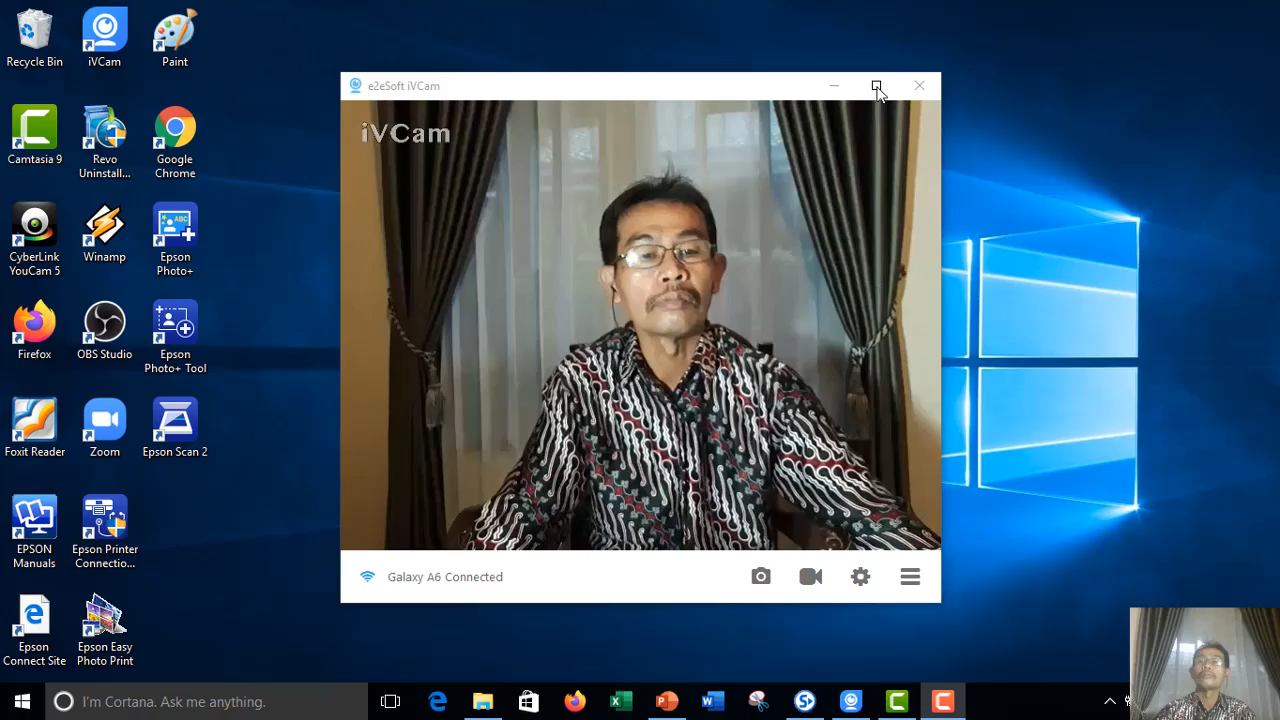 Recycle Bin
iVCam
Paint
Camtasia 9
Revo
Uninstall...
Google
Chrome
CyberLink
YouCam 5
Winamp
Epson
Photo+
Firefox
OBS Studio
Epson
Photo+ Tool
Foxit Reader
Zoom
Epson Scan 2
EPSON
Manuals
Epson Printer
Connectio...
Epson
Connect Site
Epson Easy
Photo Print
e2eSoft iVCam
iVCam
Galaxy A6 Connected
I'm Cortana. Ask me anything.